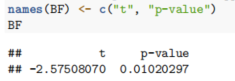 names(BF) <- c("t", "p-value")
BF
## t p-value
## -2.57508070 0.01020297